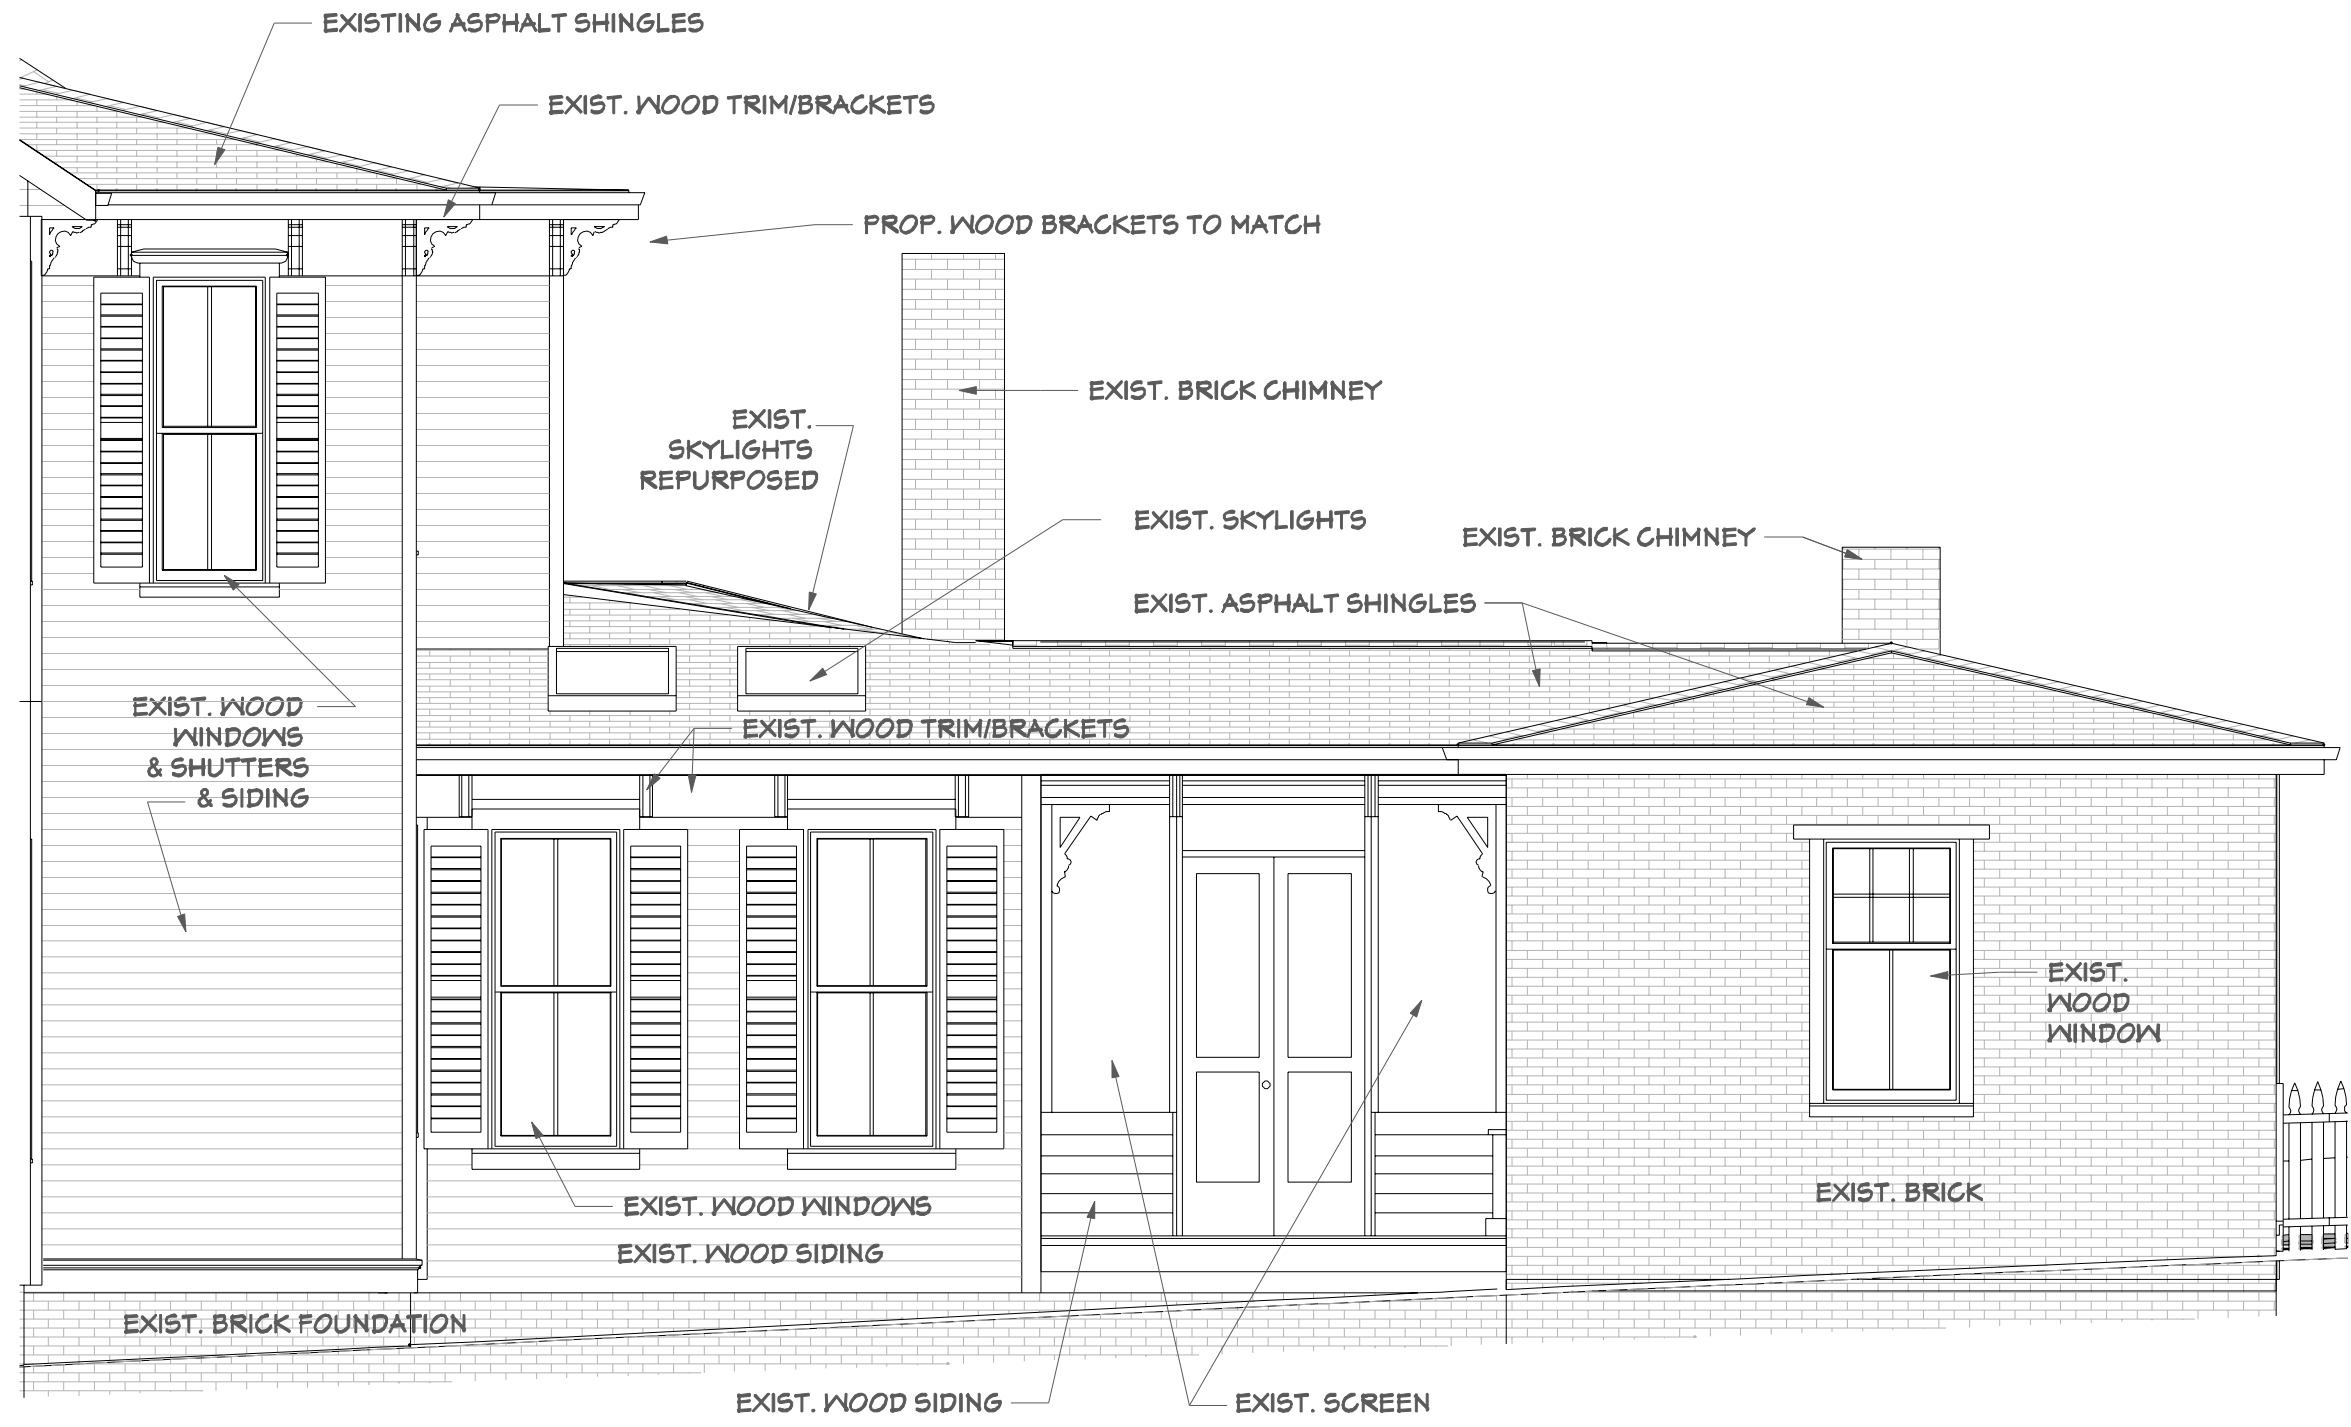 EXISTING ASPHALT SHINGLES
EXIST. WOOD TRIM/BRACKETS
PROP. WOOD BRACKETS TO MATCH
EXIST. BRICK CHIMNEY
EXIST.
SKYLIGHTS
REPURPOSED
EXIST. SKYLIGHTS
EXIST. BRICK CHIMNEY
EXIST. ASPHALT SHINGLES
EXIST. WOOD
WINDOWS
& SHUTTERS
& SIDING
EXIST. WOOD TRIM/BRACKETS
EXIST.
WOOD
WINDOW
EXIST. BRICK
EXIST. WOOD WINDOWS
EXIST. WOOD SIDING
EXIST. BRICK FOUNDATION
EXIST. WOOD SIDING
EXIST. SCREEN